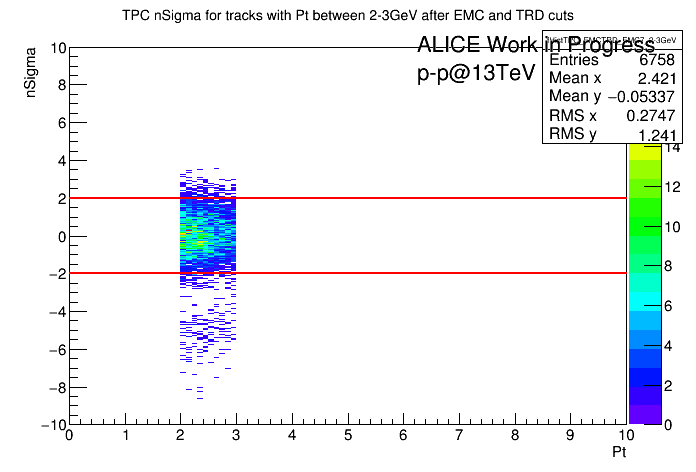 TPC nSigma for tracks with Pt between 2-3GeV after EMC and TRD cuts
nSigma
ALICE Work in Progress
p-p@13TeV
Entries 6758
Mean x 2.421
Mean y −0.05337
RMS x 0.2747
RMS y 1.241
10
8
6
4
2
0
−2
−4
−6
−8
−10
0 1 2 3 4 5 6 7 8 9 10
Pt
14
12
10
8
6
4
2
0